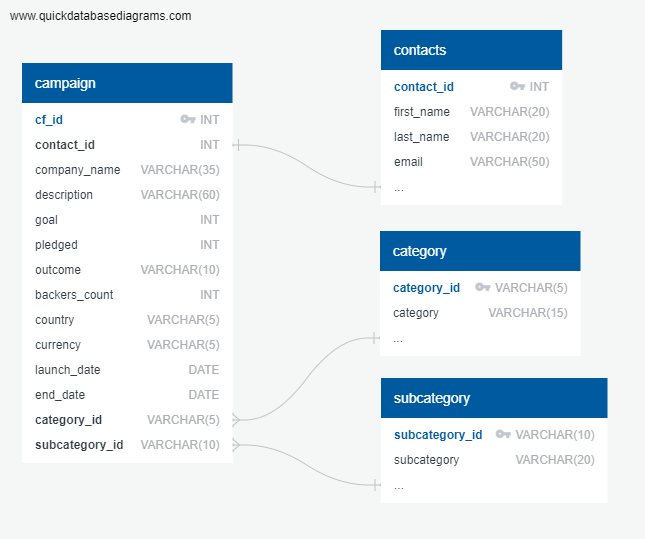 www.quickdatabasediagrams.com
campaign
cf_id INT
contact_id INT
company_name VARCHAR(35)
description VARCHAR(60)
goal INT
pledged INT
outcome VARCHAR(10)
backers_count INT
country VARCHAR(5)
currency VARCHAR(5)
launch_date DATE
end_date DATE
category_id VARCHAR(5)
subcategory_id VARCHAR(10)
contacts
contact_id INT
first_name VARCHAR(20)
last_name VARCHAR(20)
email VARCHAR(50)
...
category
category_id VARCHAR(5)
category VARCHAR(15)
...
subcategory
subcategory_id VARCHAR(10)
subcategory VARCHAR(20)
...